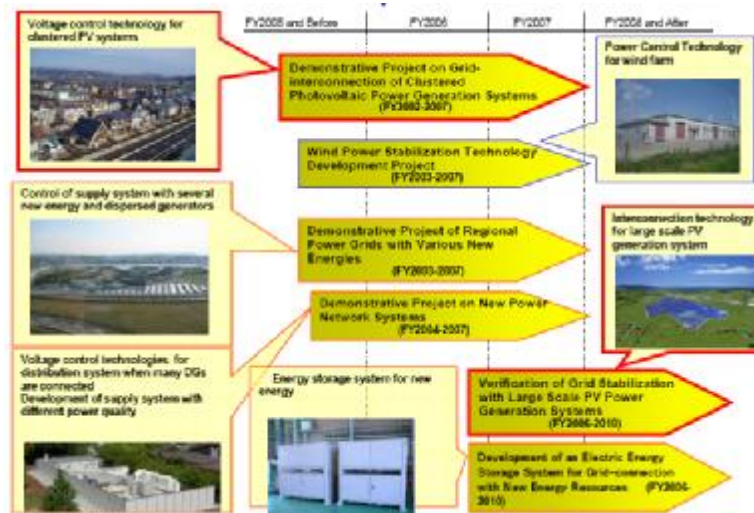 Voltage control technology for
clustered PV systems
FY2005 and Before
FY2006
FY2007
FY2008 and After
Power Control Technology
for wind farm
Demonstrative Project on Grid-
interconnection of Clustered
Photovoltaic Power Generation Systems
(FY2002-2007)
Wind Power Stabilization Technology
Development Project
(FY2003-2007)
Control of supply system with several
new energy and dispersed generators
Demonstrative Project of Regional
Power Grids with Various New
Energies
(FY2003-2007)
Interconnection technology
for large scale PV
generation system
Demonstrative Project on New Power
Network Systems
(FY2004-2007)
Voltage control technologies for
distribution system when many DGs
are connected
Development of supply system with
different power quality
Energy storage system for new
energy
Verification of Grid Stabilization
with Large Scale PV Power
Generation Systems
(FY2006-2010)
Development of an Electric Energy
Storage System for Grid-connection
with New Energy Resources (FY2006-
2010)